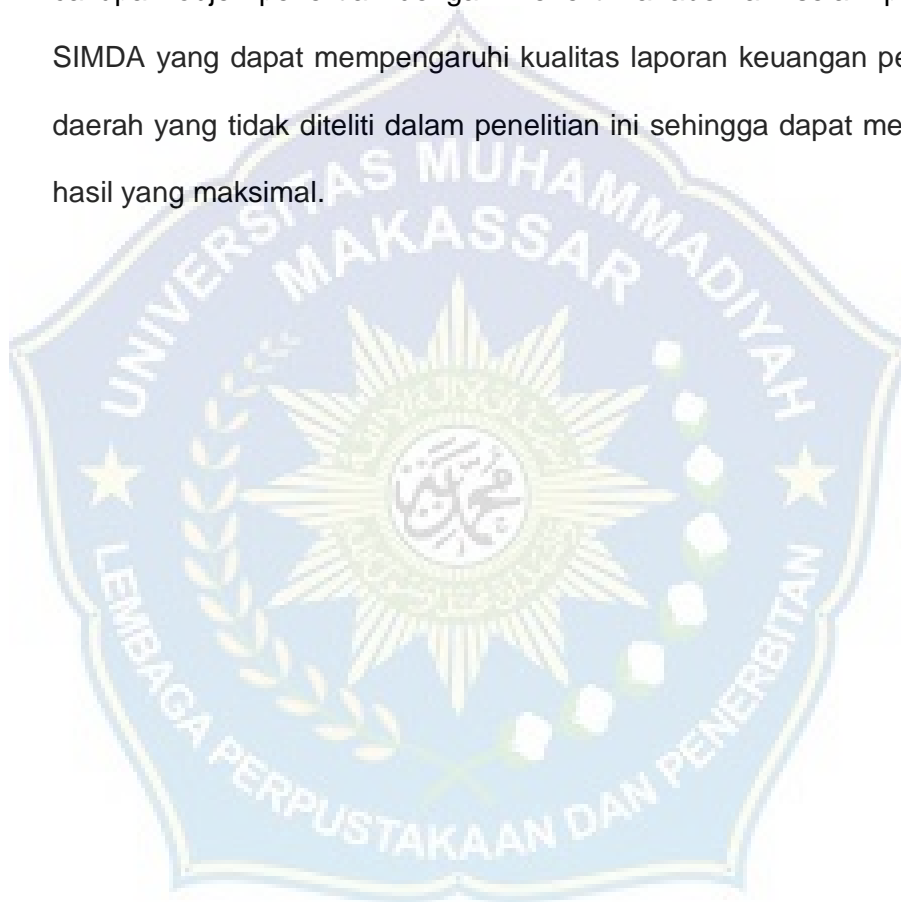 SIMDA yang dapat mempengaruhi kualitas laporan keuangan pe
daerah yang tidak diteliti dalam penelitian ini sehingga dapat me
hasil yang maksimal.
UNIVERSITAS MUHAMMADIYAH
MAKASSAR
LEMBAGA PERPUSTAKAAN DAN PENERBITAN